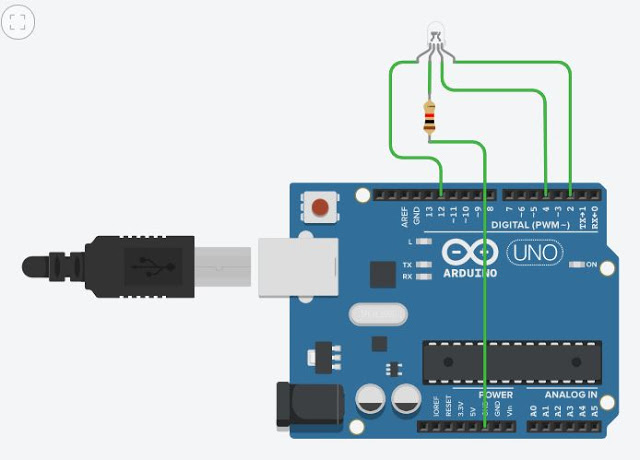 AREF
GND
13
12
~11
~10
~9
8
7
~6
~5
4
~3
2
TX→1
RX←0
DIGITAL (PWM~)
L
TX
RX
ARDUINO
UNO
ON
POWER
ANALOG IN
IOREF
RESET
3.3V
5V
GND
Vin
A0
A1
A2
A3
A4
A5